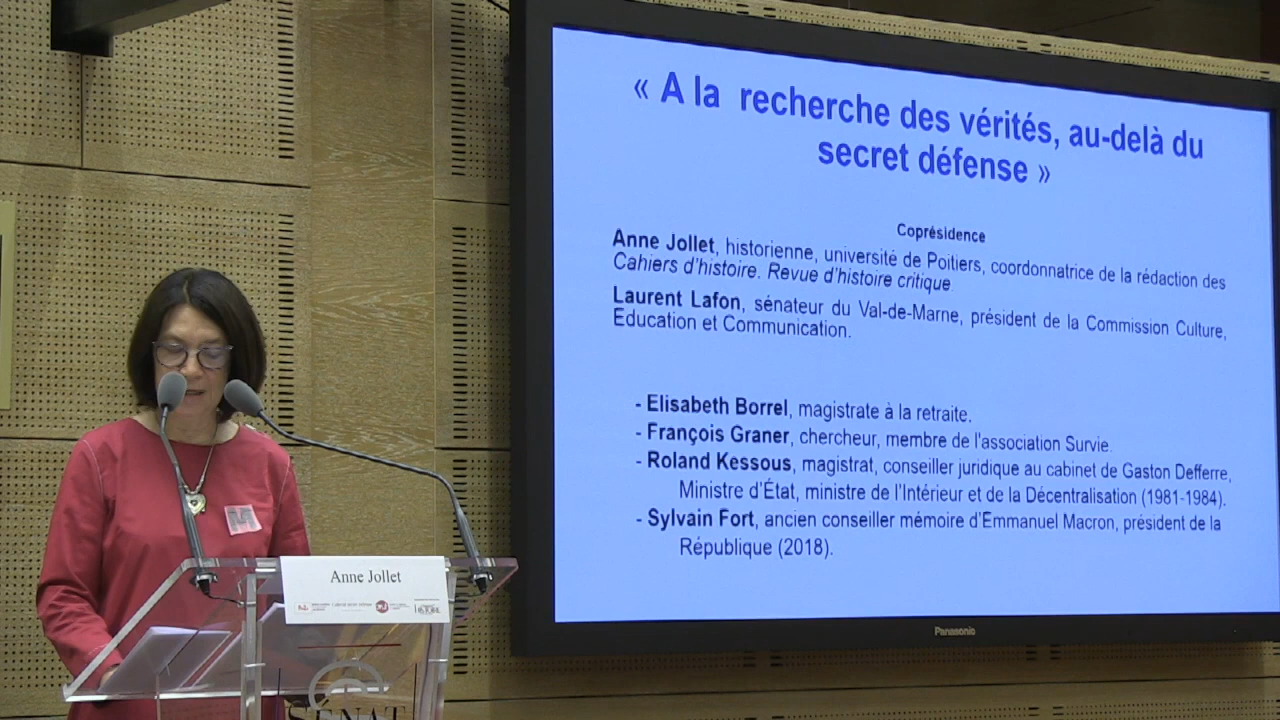 « A la recherche des vérités, au-delà du
secret défense »
Coprésidence
Anne Jollet, historienne, université de Poitiers, coordonnatrice de la rédaction des
Cahiers d'histoire. Revue d'histoire critique.
Laurent Lafon, sénateur du Val-de-Marne, président de la Commission Culture,
Education et Communication.
- Elisabeth Borrel, magistrate à la retraite.
- François Graner, chercheur, membre de l'association Survie.
- Roland Kessous, magistrat, conseiller juridique au cabinet de Gaston Defferre,
Ministre d'État, ministre de l'Intérieur et de la Décentralisation (1981-1984).
- Sylvain Fort, ancien conseiller mémoire d'Emmanuel Macron, président de la
République (2018).
Panasonic
Anne Jollet
SÉNAT